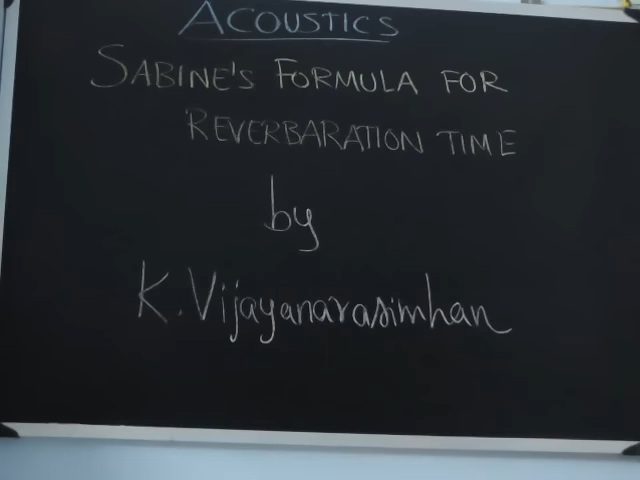 ACOUSTICS
SABINE'S FORMULA FOR
REVERBARATION TIME
by
K. Vijayanarasimhan